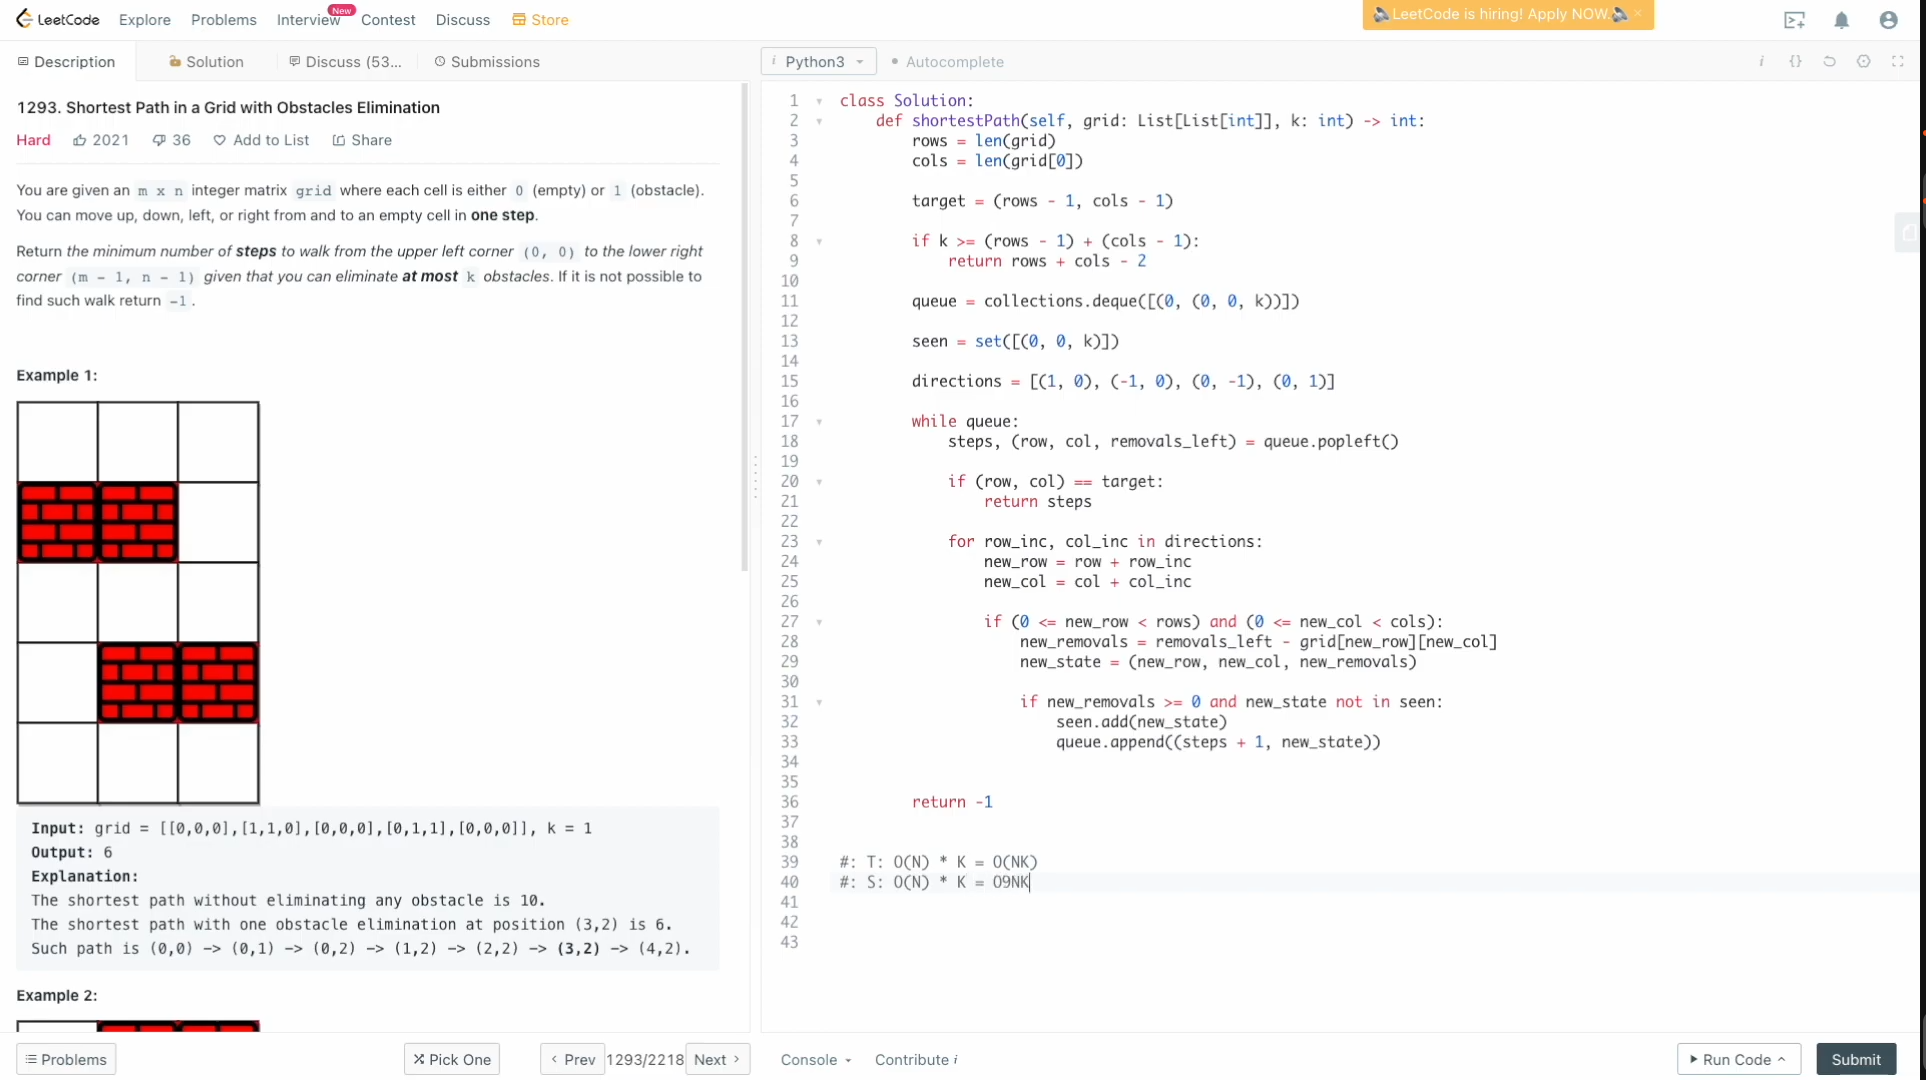 LeetCode Explore Problems Interview New Contest Discuss Store LeetCode is hiring! Apply NOW. ×
Description Solution Discuss (53... Submissions
1293. Shortest Path in a Grid with Obstacles Elimination
Hard 2021 36 Add to List Share
You are given an m x n integer matrix grid where each cell is either 0 (empty) or 1 (obstacle).
You can move up, down, left, or right from and to an empty cell in one step.
Return the minimum number of steps to walk from the upper left corner (0, 0) to the lower right
corner (m - 1, n - 1) given that you can eliminate at most k obstacles. If it is not possible to
find such walk return -1.
Example 1:
Input: grid = [[0,0,0],[1,1,0],[0,0,0],[0,1,1],[0,0,0]], k = 1
Output: 6
Explanation:
The shortest path without eliminating any obstacle is 10.
The shortest path with one obstacle elimination at position (3,2) is 6.
Such path is (0,0) -> (0,1) -> (0,2) -> (1,2) -> (2,2) -> (3,2) -> (4,2).
Example 2:
Problems Pick One Prev 1293/2218 Next
i Python3 Autocomplete i {}
1 class Solution:
2 def shortestPath(self, grid: List[List[int]], k: int) -> int:
3 rows = len(grid)
4 cols = len(grid[0])
5
6 target = (rows - 1, cols - 1)
7
8 if k >= (rows - 1) + (cols - 1):
9 return rows + cols - 2
10
11 queue = collections.deque([(0, (0, 0, k))])
12
13 seen = set([(0, 0, k)])
14
15 directions = [(1, 0), (-1, 0), (0, -1), (0, 1)]
16
17 while queue:
18 steps, (row, col, removals_left) = queue.popleft()
19
20 if (row, col) == target:
21 return steps
22
23 for row_inc, col_inc in directions:
24 new_row = row + row_inc
25 new_col = col + col_inc
26
27 if (0 <= new_row < rows) and (0 <= new_col < cols):
28 new_removals = removals_left - grid[new_row][new_col]
29 new_state = (new_row, new_col, new_removals)
30
31 if new_removals >= 0 and new_state not in seen:
32 seen.add(new_state)
33 queue.append((steps + 1, new_state))
34
35
36 return -1
37
38
39 #: T: O(N) * K = O(NK)
40 #: S: O(N) * K = O9NK
41
42
43
Console Contribute i Run Code Submit